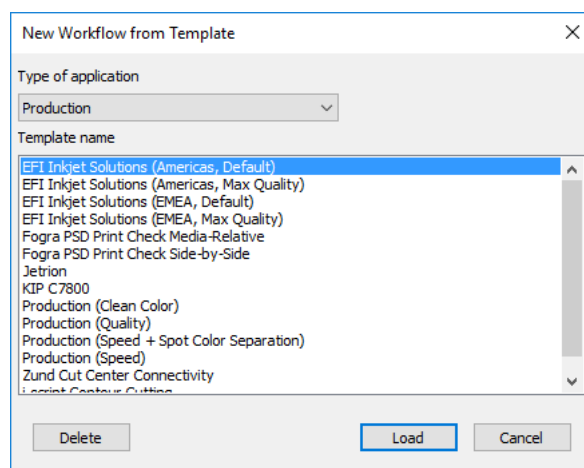 New Workflow from Template
Type of application
Production
Template name
EFI Inkjet Solutions (Americas, Default)
EFI Inkjet Solutions (Americas, Max Quality)
EFI Inkjet Solutions (EMEA, Default)
EFI Inkjet Solutions (EMEA, Max Quality)
Fogra PSD Print Check Media-Relative
Fogra PSD Print Check Side-by-Side
Jetrion
KIP C7800
Production (Clean Color)
Production (Quality)
Production (Speed + Spot Color Separation)
Production (Speed)
Zund Cut Center Connectivity
i-script Contour Cutting
Delete
Load
Cancel